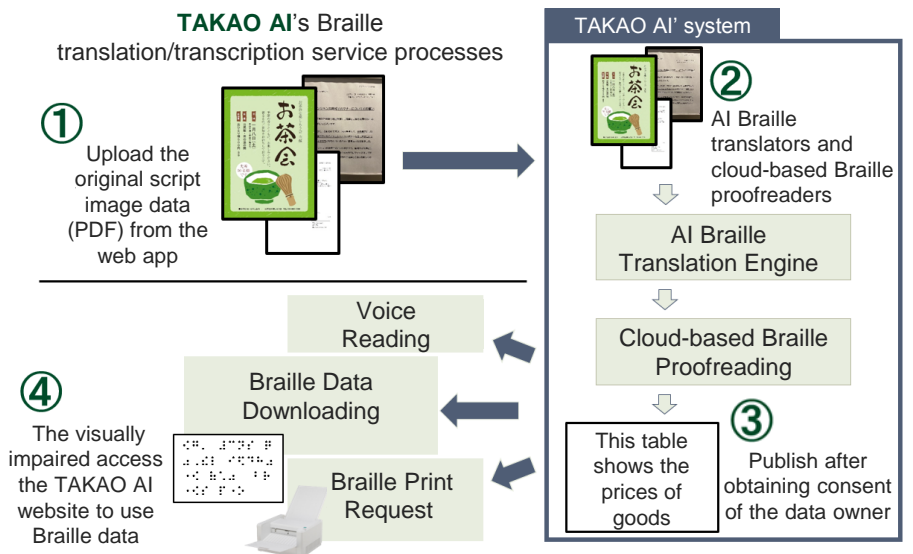 TAKAO AI's Braille
translation/transcription service processes
①
Upload the
original script
image data
(PDF) from the
web app
お茶会
TAKAO AI' system
②
AI Braille
translators and
cloud-based Braille
proofreaders
お茶会
AI Braille
Translation Engine
Cloud-based Braille
Proofreading
This table
shows the
prices of
goods
③
Publish after
obtaining consent
of the data owner
Voice
Reading
Braille Data
Downloading
Braille Print
Request
④
The visually
impaired access
the TAKAO AI
website to use
Braille data